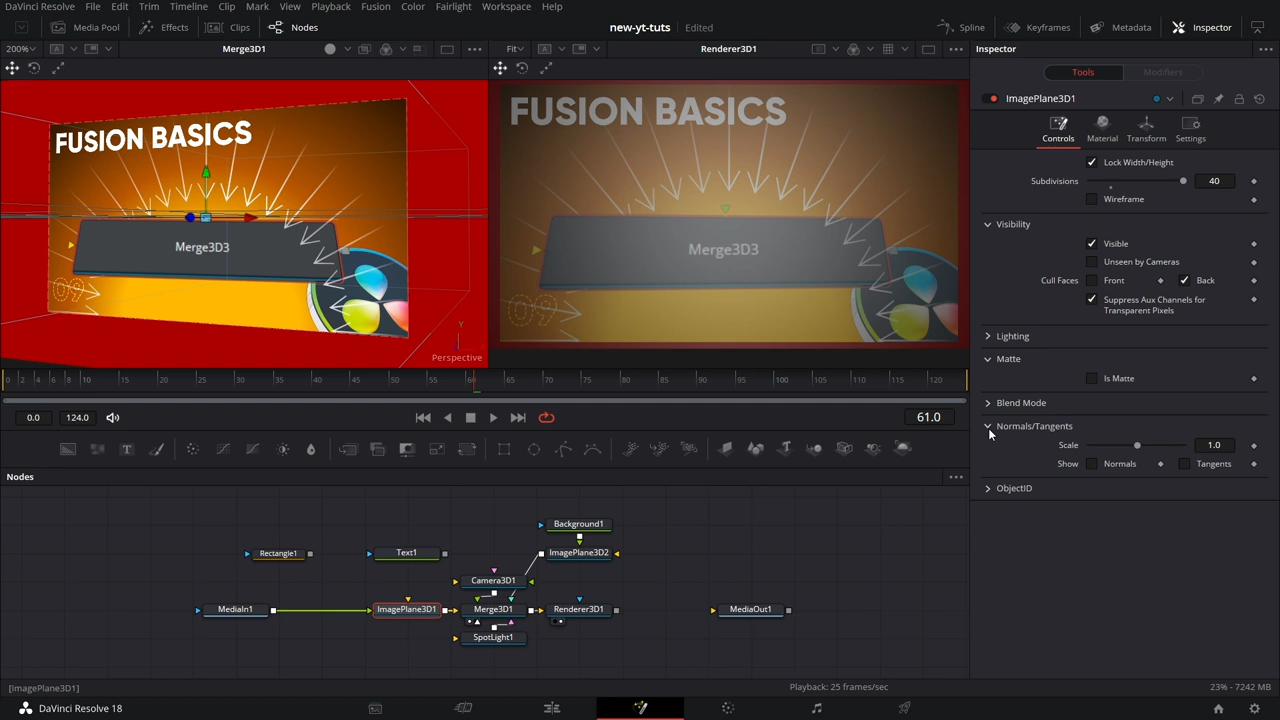 DaVinci Resolve File Edit Trim Timeline Clip Mark View Playback Fusion Color Fairlight Workspace Help
Media Pool Effects Clips Nodes new-yt-tuts Edited Spline Keyframes Metadata Inspector
200% Merge3D1 Fit Renderer3D1 Inspector
Tools Modifiers
ImagePlane3D1
Controls Material Transform Settings
Lock Width/Height
Subdivisions 40
Wireframe
Visibility
Visible
Unseen by Cameras
Cull Faces Front Back
Suppress Aux Channels for
Transparent Pixels
Lighting
Matte
Is Matte
Blend Mode
Normals/Tangents
Scale 1.0
Show Normals Tangents
ObjectID
FUSION BASICS
Merge3D3
09
Y
Perspective
FUSION BASICS
Merge3D3
09
0 2 4 6 8 10 15 20 25 30 35 40 45 50 55 60 65 70 75 80 85 90 95 100 105 110 115 120
0.0 124.0 61.0
Nodes
Background1
Rectangle1 Text1 ImagePlane3D2
Camera3D1
MediaIn1 ImagePlane3D1 Merge3D1 Renderer3D1 MediaOut1
SpotLight1
[ImagePlane3D1] Playback: 25 frames/sec 23% - 7242 MB
DaVinci Resolve 18